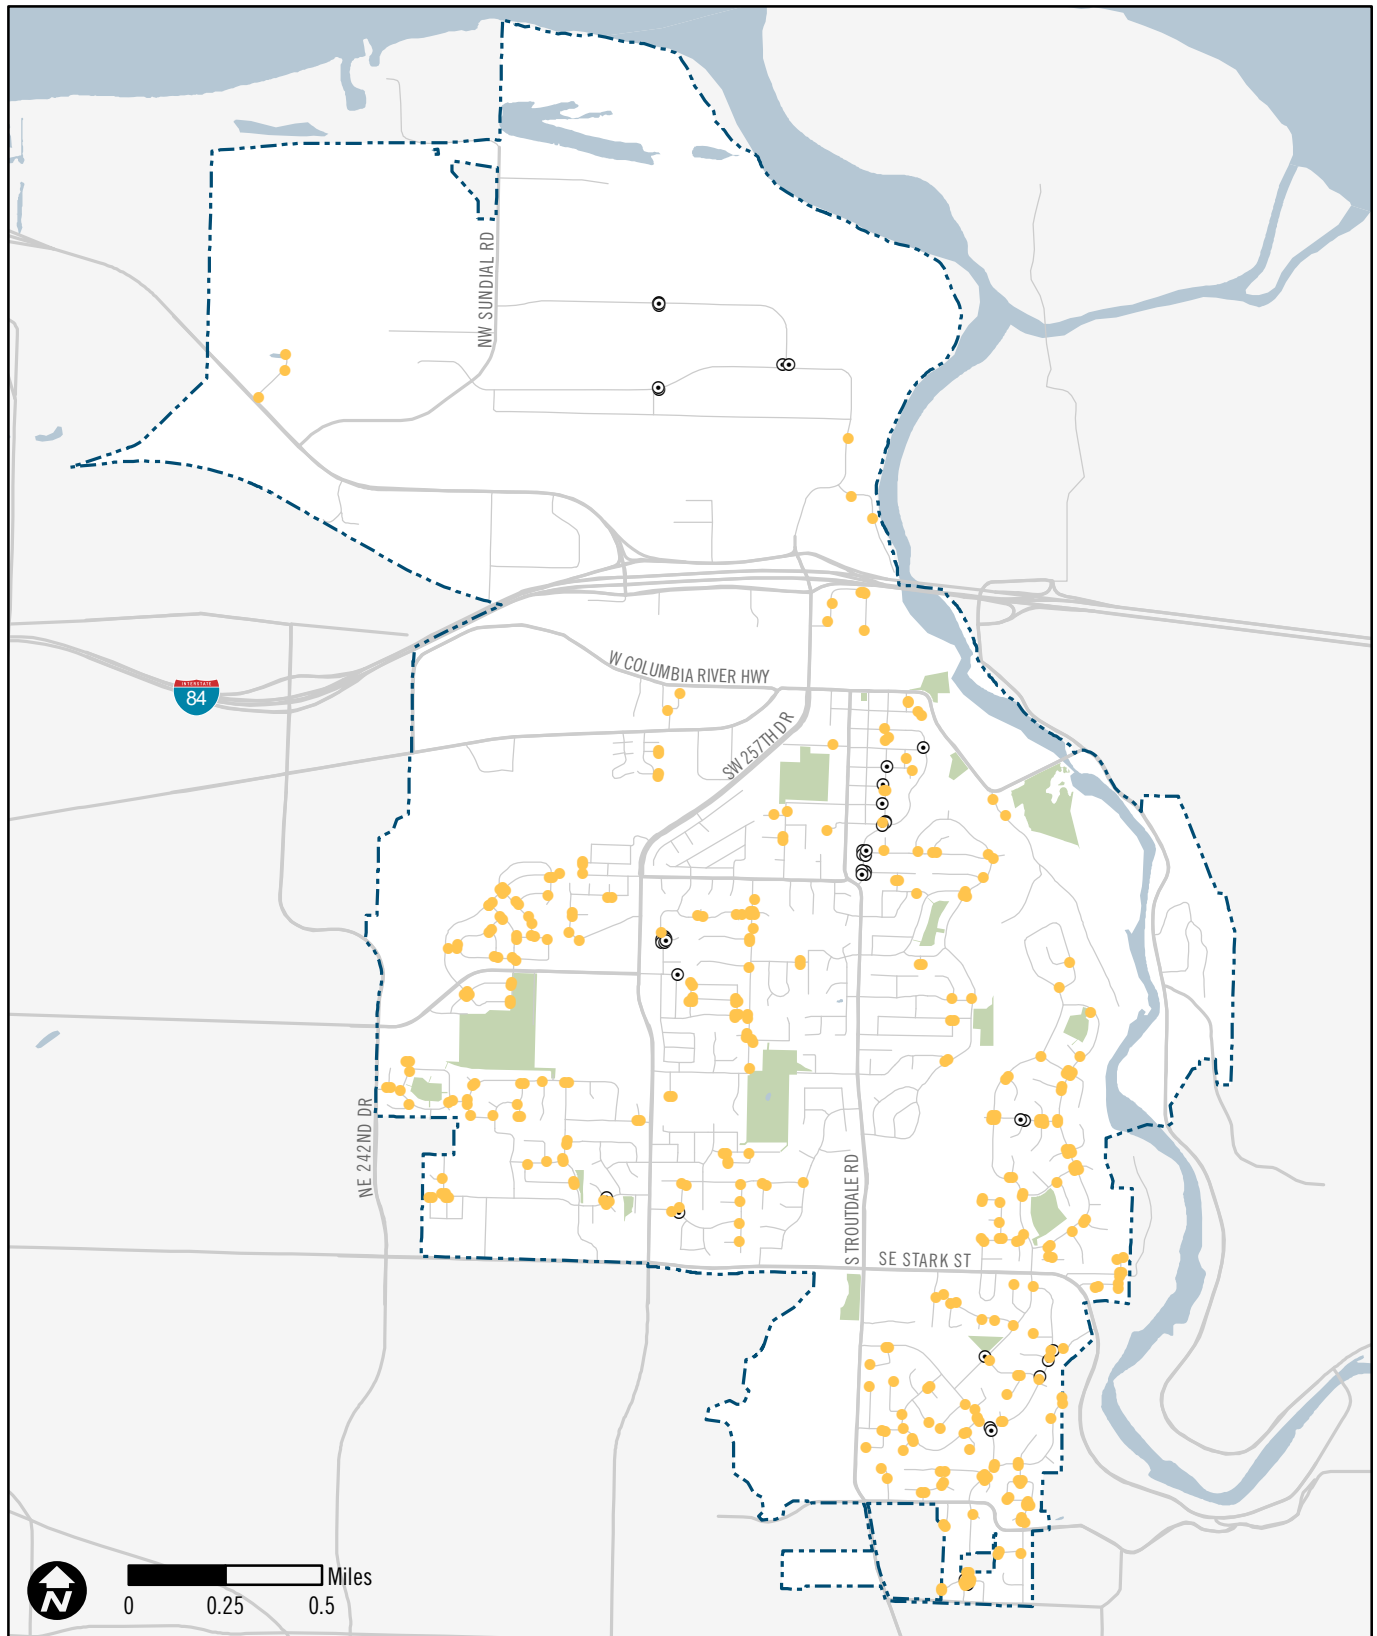 NW SUNDIAL RD
W COLUMBIA RIVER HWY
INTERSTATE
84
SW 257TH DR
NE 242ND DR
S TROUTDALE RD
SE STARK ST
N
Miles
0 0.25 0.5